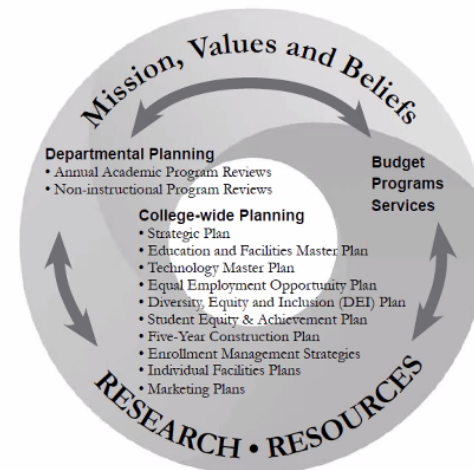 Mission, Values and Beliefs
Departmental Planning
• Annual Academic Program Reviews
• Non-instructional Program Reviews
Budget
Programs
Services
College-wide Planning
• Strategic Plan
• Education and Facilities Master Plan
• Technology Master Plan
• Equal Employment Opportunity Plan
• Diversity, Equity and Inclusion (DEI) Plan
• Student Equity & Achievement Plan
• Five-Year Construction Plan
• Enrollment Management Strategies
• Individual Facilities Plans
• Marketing Plans
RESEARCH • RESOURCES